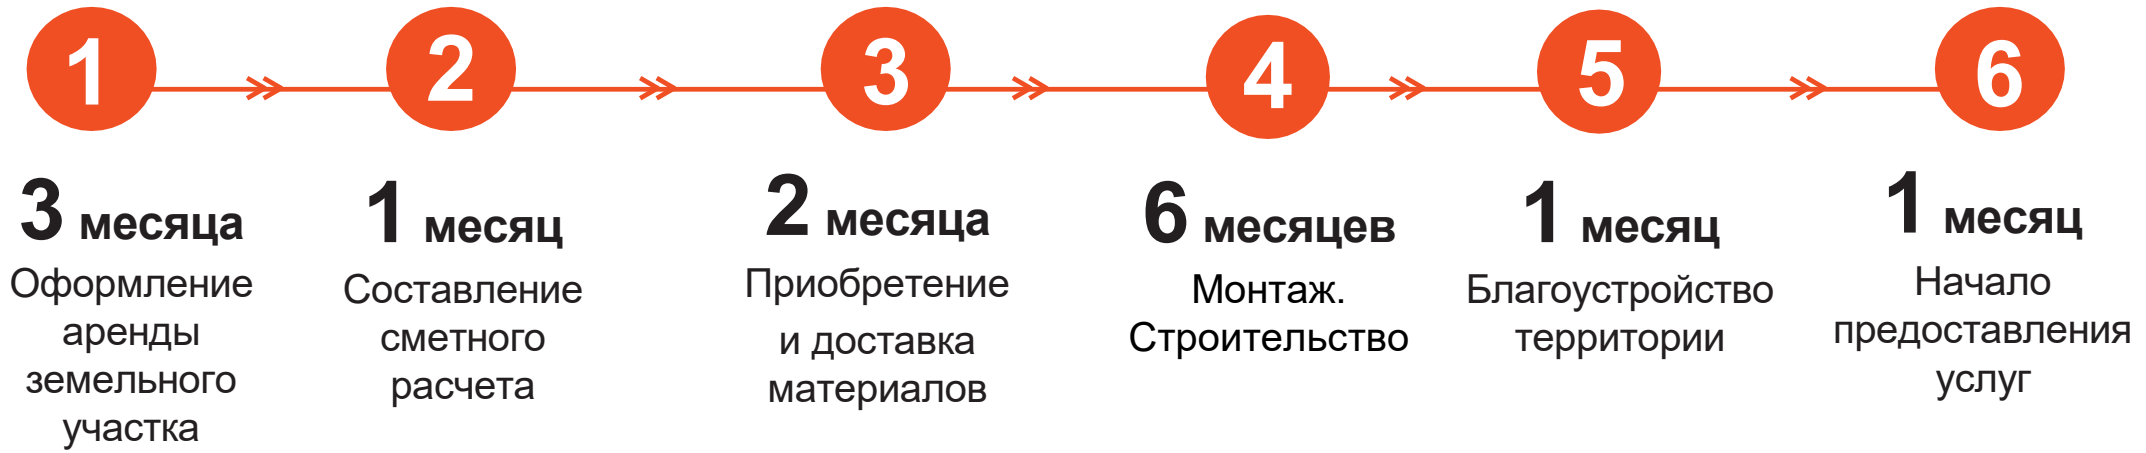 1
2
3
4
5
6
3 месяца
Оформление
аренды
земельного
участка
1 месяц
Составление
сметного
расчета
2 месяца
Приобретение
и доставка
материалов
6 месяцев
Монтаж.
Строительство
1 месяц
Благоустройство
территории
1 месяц
Начало
предоставления
услуг